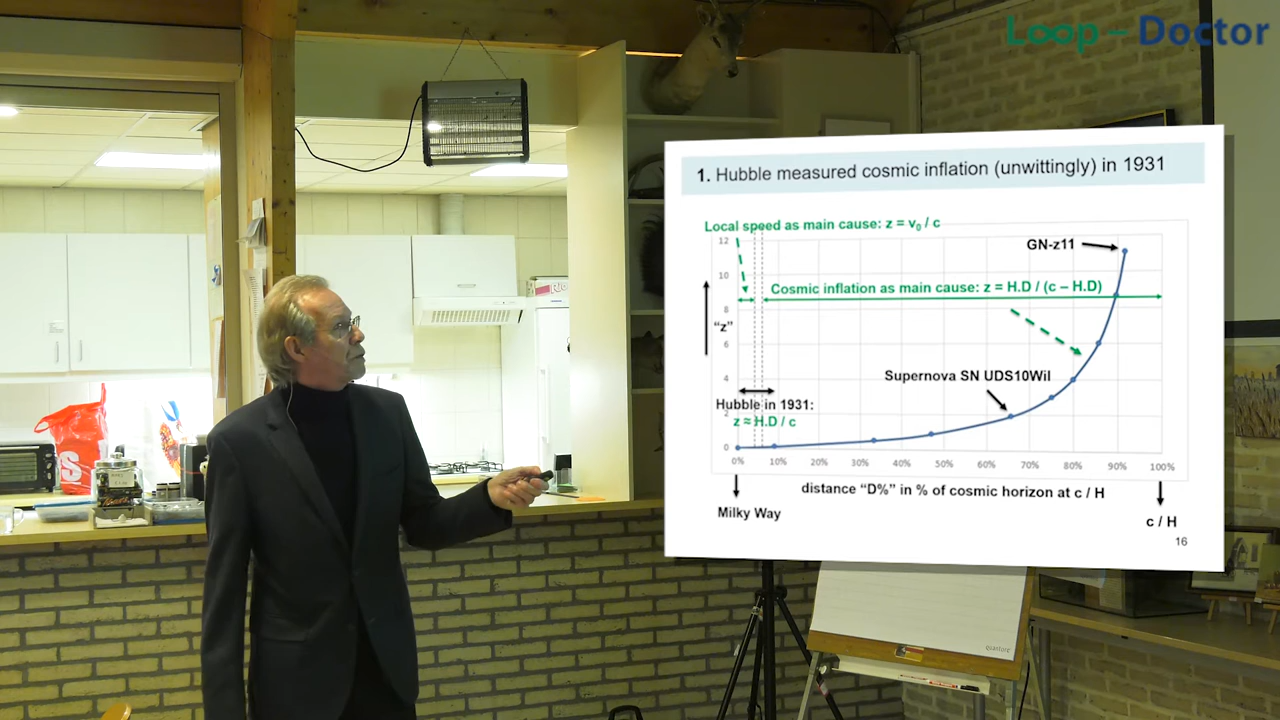 Loop – Doctor
1. Hubble measured cosmic inflation (unwittingly) in 1931
Local speed as main cause: z = v₀ / c
GN-z11
Cosmic inflation as main cause: z = H.D / (c – H.D)
"z"
Supernova SN UDS10Wil
Hubble in 1931:
z ≈ H.D / c
12
10
8
6
4
2
0
0% 10% 20% 30% 40% 50% 60% 70% 80% 90% 100%
distance "D%" in % of cosmic horizon at c / H
Milky Way
c / H
16
S